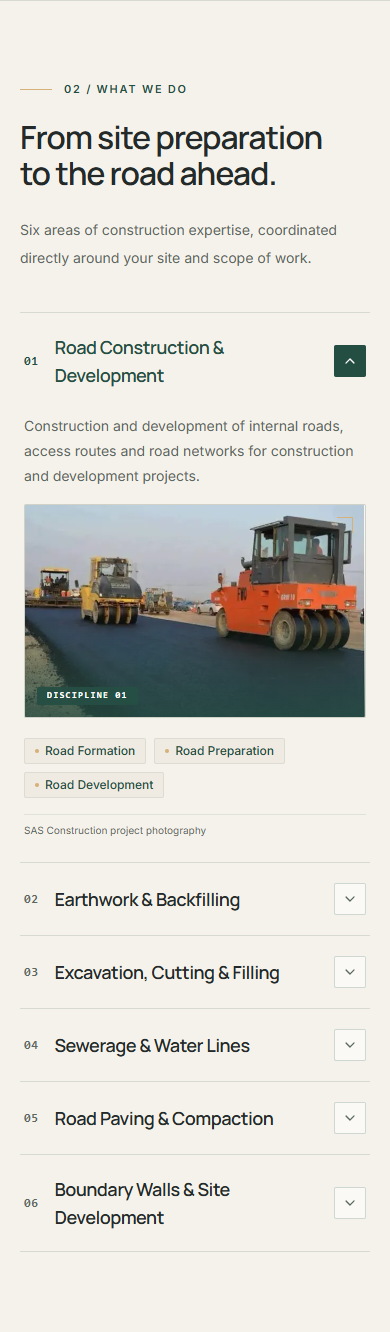 02 / WHAT WE DO
From site preparation
to the road ahead.
Six areas of construction expertise, coordinated
directly around your site and scope of work.
01
Road Construction &
Development
Construction and development of internal roads,
access routes and road networks for construction
and development projects.
DISCIPLINE 01
Road Formation
Road Preparation
Road Development
SAS Construction project photography
02 Earthwork & Backfilling
03 Excavation, Cutting & Filling
04 Sewerage & Water Lines
05 Road Paving & Compaction
06
Boundary Walls & Site
Development